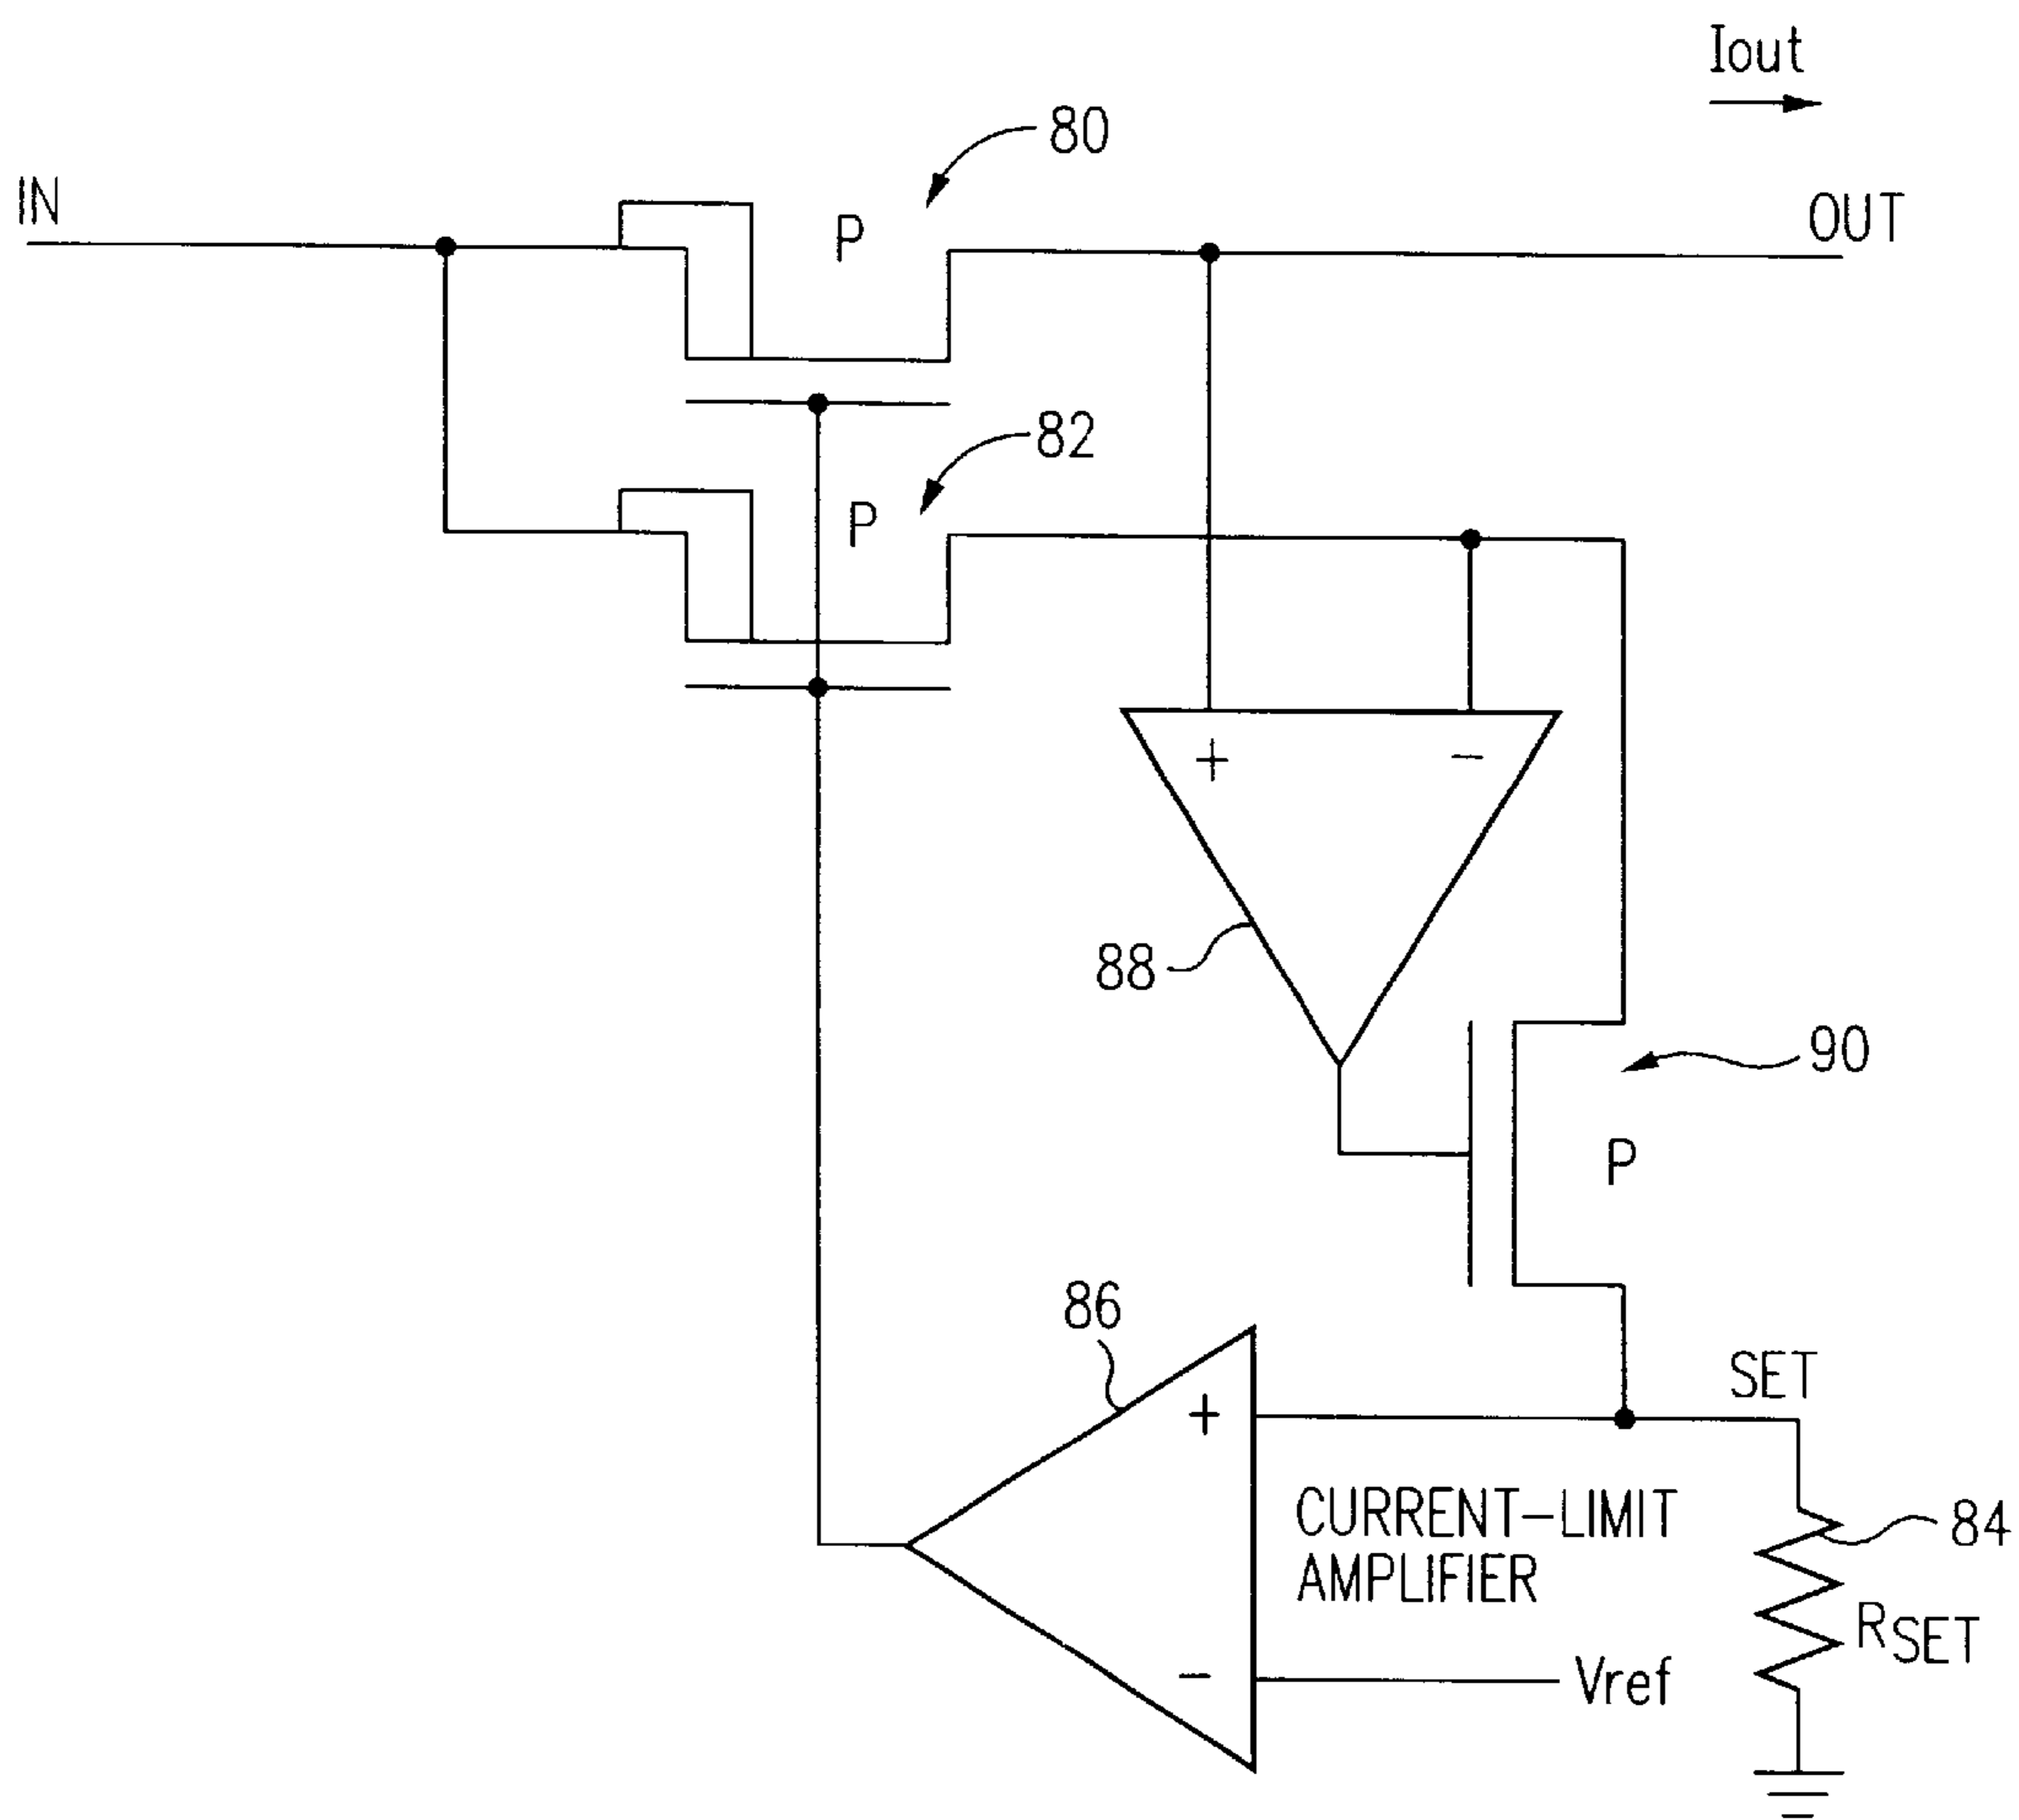 Iout
80
IN
P
OUT
82
P
+
−
88
90
P
86
SET
+
CURRENT-LIMIT
AMPLIFIER
84
RSET
−
Vref